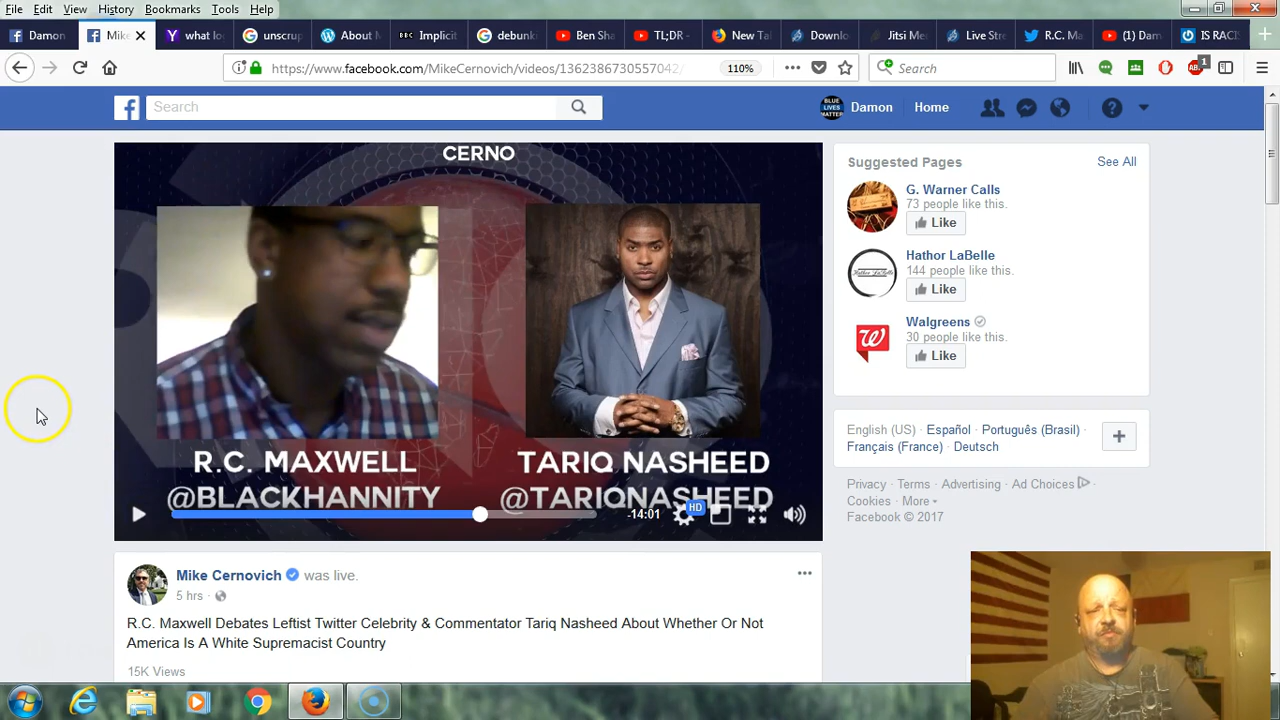 File Edit View History Bookmarks Tools Help
Damon Mike what lo unscrup About M BBC Implicit debunki Ben Sha TL;DR - New Ta Downlo Jitsi Me Live Stre R.C. M (1) Dam IS RACI
https://www.facebook.com/MikeCernovich/videos/1362386730557042/ 110% Search 1
Search Damon Home
CERNO
R.C. MAXWELL TARIQ NASHEED
@BLACKHANNITY @TARIQNASHEED
-14:01 HD
Suggested Pages See All
G. Warner Calls
73 people like this.
Like
Hathor LaBelle
144 people like this.
Like
Walgreens
30 people like this.
Like
English (US) · Español · Português (Brasil) ·
Français (France) · Deutsch
Privacy · Terms · Advertising · Ad Choices ·
Cookies · More
Facebook © 2017
Mike Cernovich was live.
5 hrs ·
R.C. Maxwell Debates Leftist Twitter Celebrity & Commentator Tariq Nasheed About Whether Or Not
America Is A White Supremacist Country
15K Views
BLUE
LIVES
MATTER